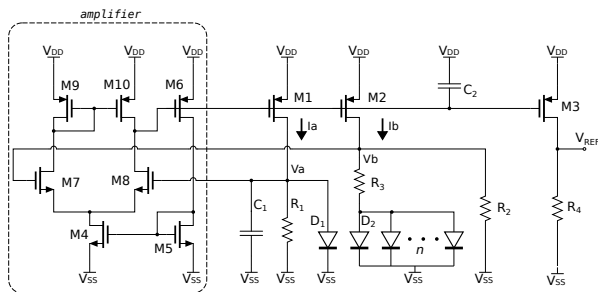 amplifier
VDD VDD VDD VDD VDD VDD VDD
M9 M10 M6 M1 M2 C2 M3
Ia Ib
VREF
M7 M8 Va Vb
R3
C1 R1 D1 D2 R2 R4
M4 M5
n
VSS VSS VSS VSS VSS VSS VSS VSS